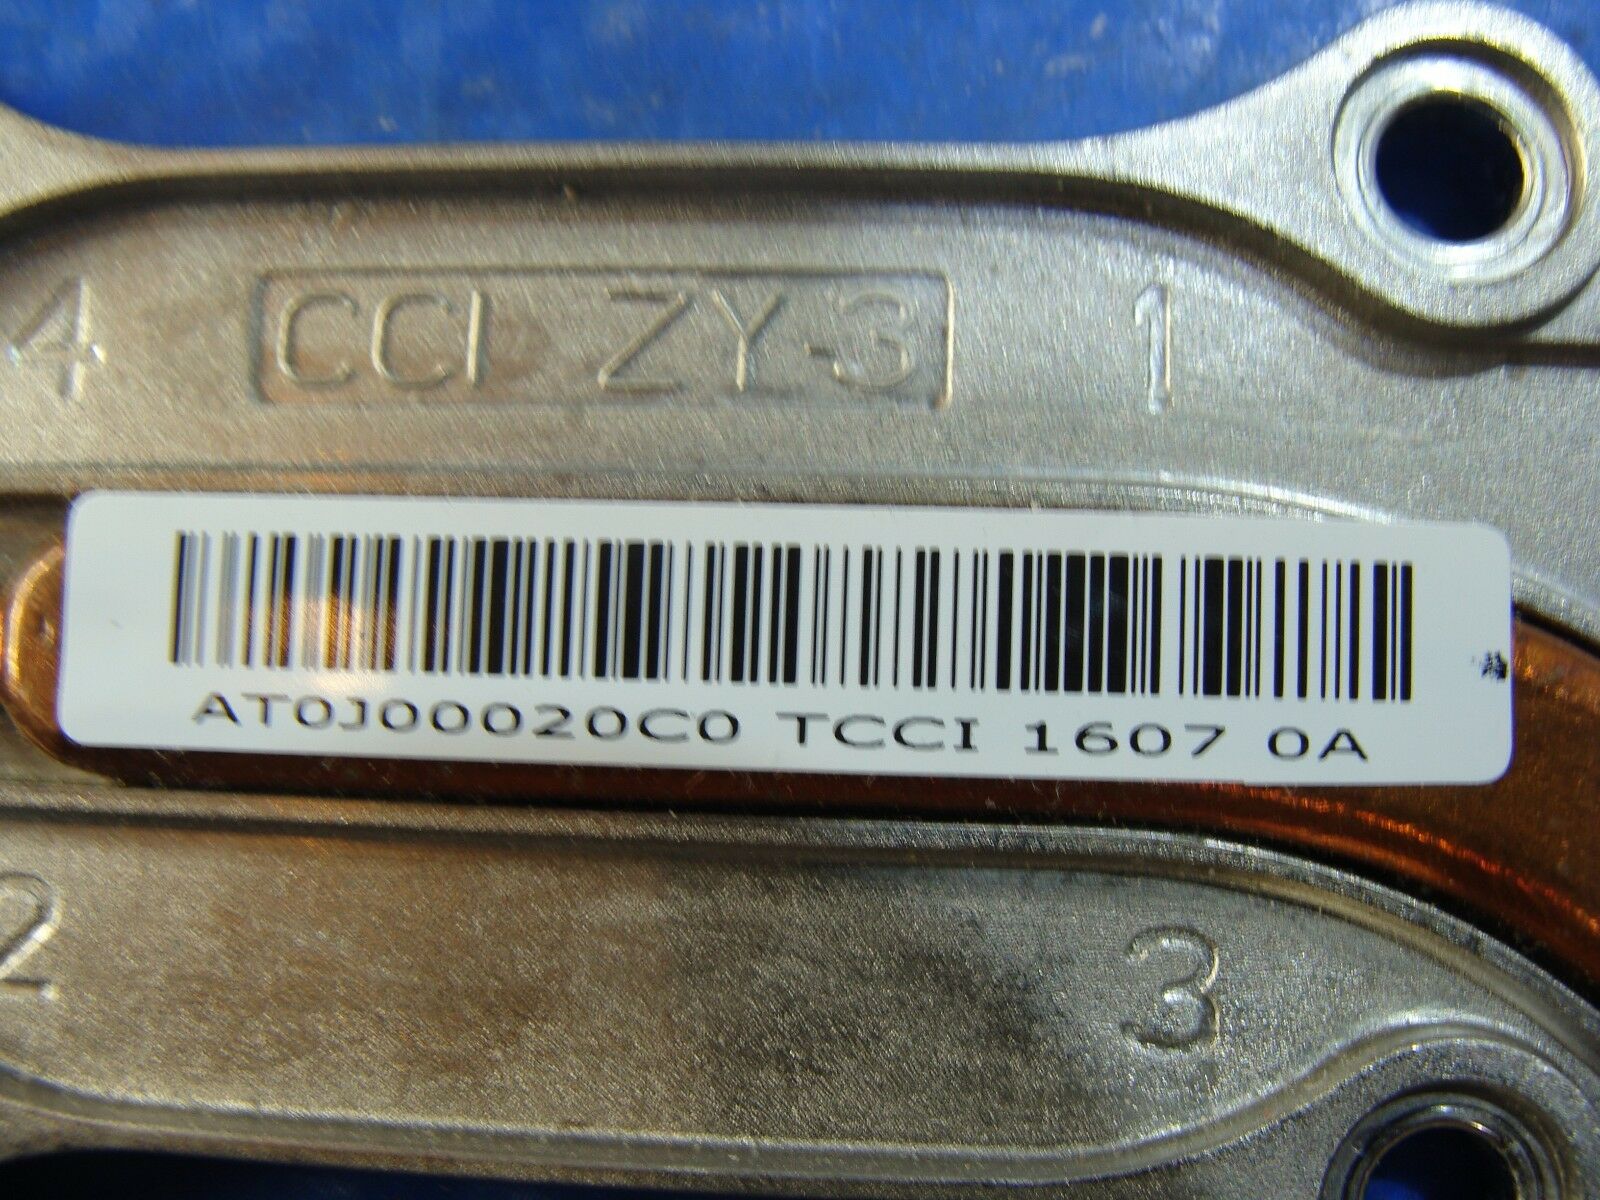 4 CCI ZY-3 1
AT0J00020C0 TCCI 1607 0A
2 3